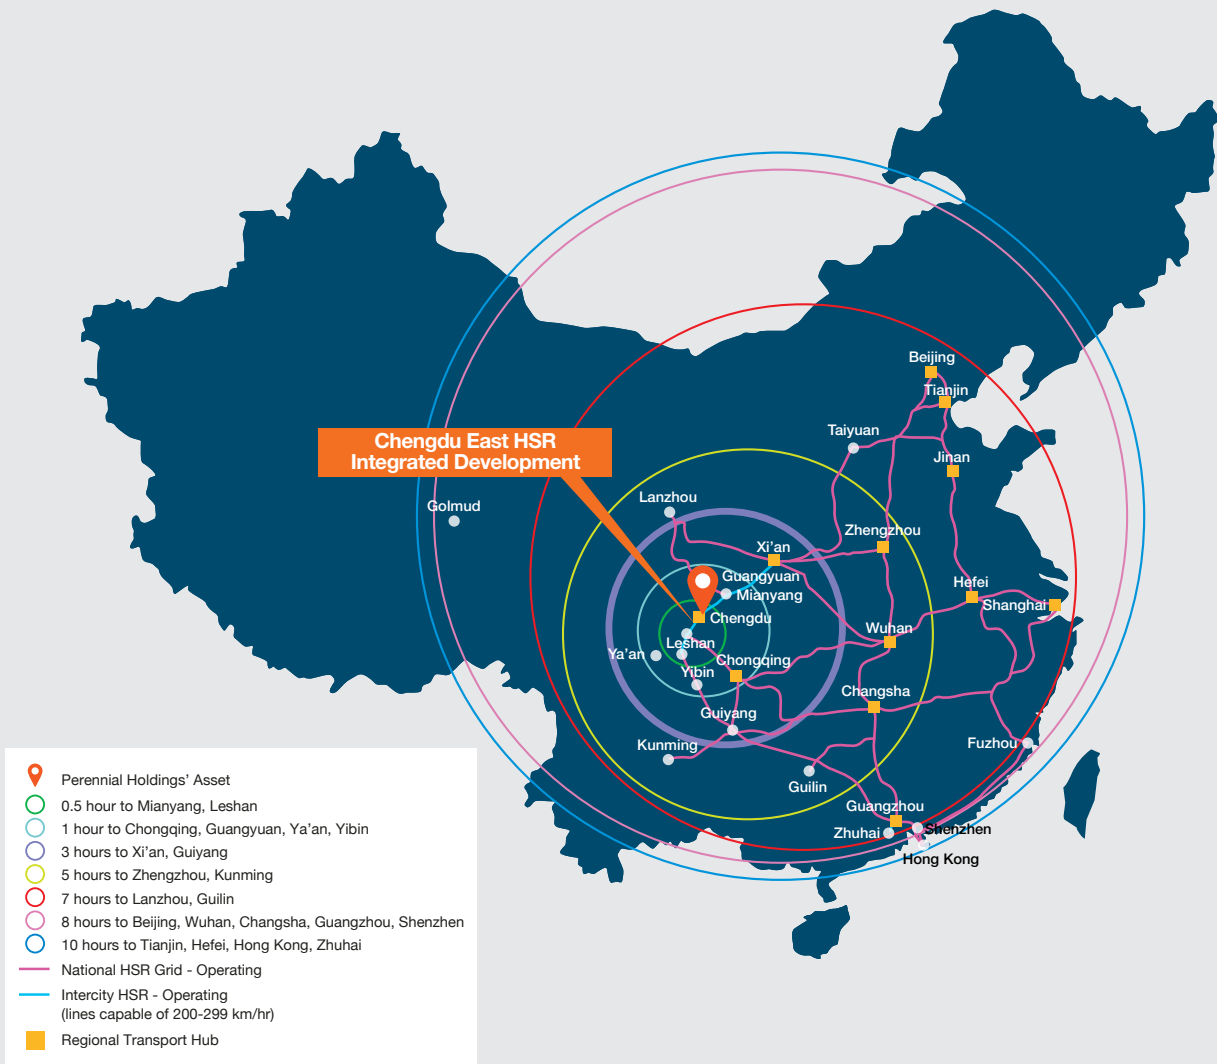 Beijing
Tianjin
Taiyuan
Chengdu East HSR
Integrated Development
Jinan
Lanzhou
Golmud
Zhengzhou
Xi'an
Guangyuan
Mianyang
Hefei
Shanghai
Chengdu
Wuhan
Leshan
Ya'an
Chongqing
Yibin
Changsha
Guiyang
Kunming
Fuzhou
Guilin
Guangzhou
Zhuhai
Shenzhen
Hong Kong
Perennial Holdings' Asset
0.5 hour to Mianyang, Leshan
1 hour to Chongqing, Guangyuan, Ya'an, Yibin
3 hours to Xi'an, Guiyang
5 hours to Zhengzhou, Kunming
7 hours to Lanzhou, Guilin
8 hours to Beijing, Wuhan, Changsha, Guangzhou, Shenzhen
10 hours to Tianjin, Hefei, Hong Kong, Zhuhai
National HSR Grid - Operating
Intercity HSR - Operating
(lines capable of 200-299 km/hr)
Regional Transport Hub